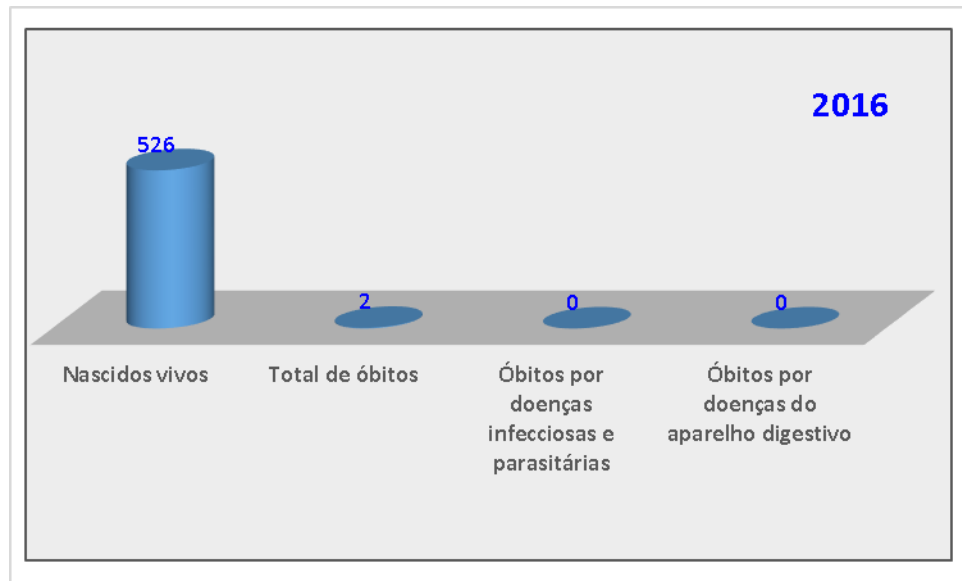 2016
526
2
0
0
Nascidos vivos
Total de óbitos
Óbitos por
doenças
infecciosas e
parasitárias
Óbitos por
doenças do
aparelho digestivo